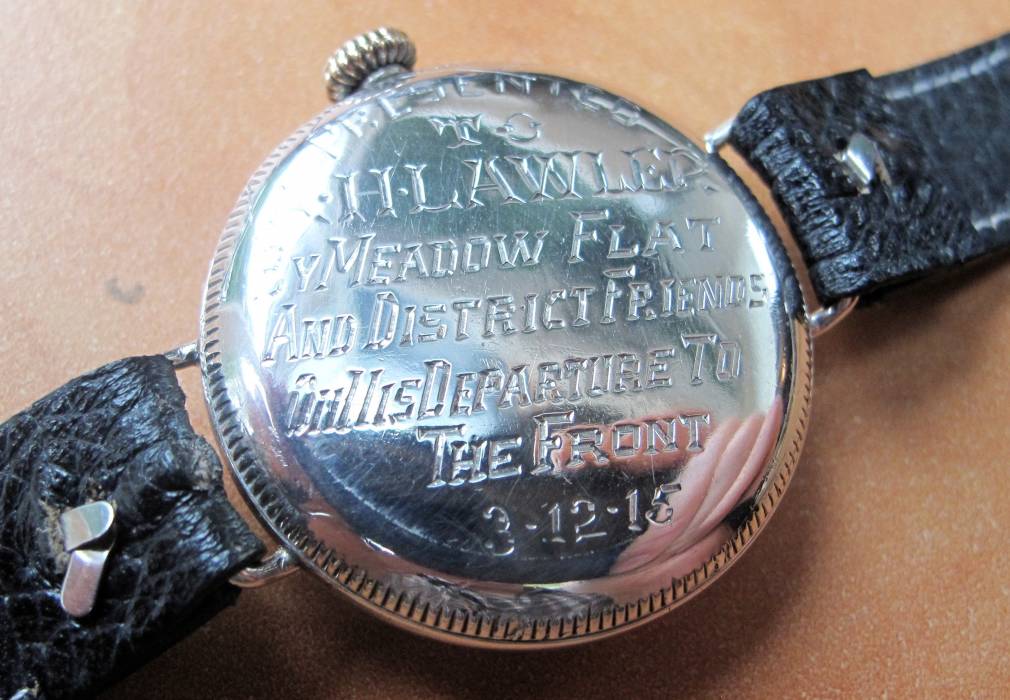 PRESENTED
TO
H. LAWLER
By MEADOW FLAT
AND DISTRICT FRIENDS
ON HIS DEPARTURE TO
THE FRONT
3-12-15